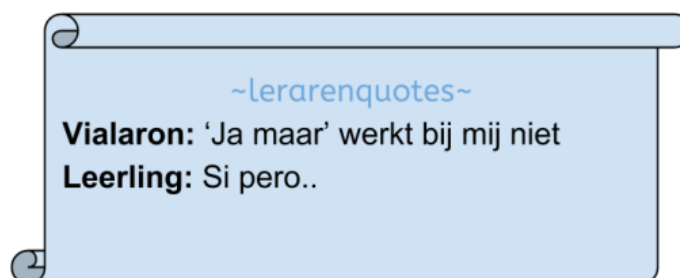 ~lerarenquotes~
Vialaron: ‘Ja maar’ werkt bij mij niet
Leerling: Si pero..